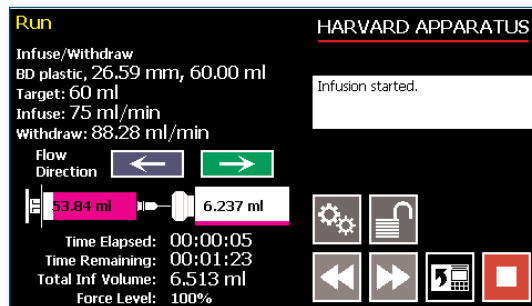 Run
HARVARD APPARATUS
Infuse/Withdraw
BD plastic, 26.59 mm, 60.00 ml
Target: 60 ml
Infuse: 75 ml/min
Withdraw: 88.28 ml/min
Infusion started.
Flow
Direction
53.84 ml
6.237 ml
Time Elapsed: 00:00:05
Time Remaining: 00:01:23
Total Inf Volume: 6.513 ml
Force Level: 100%